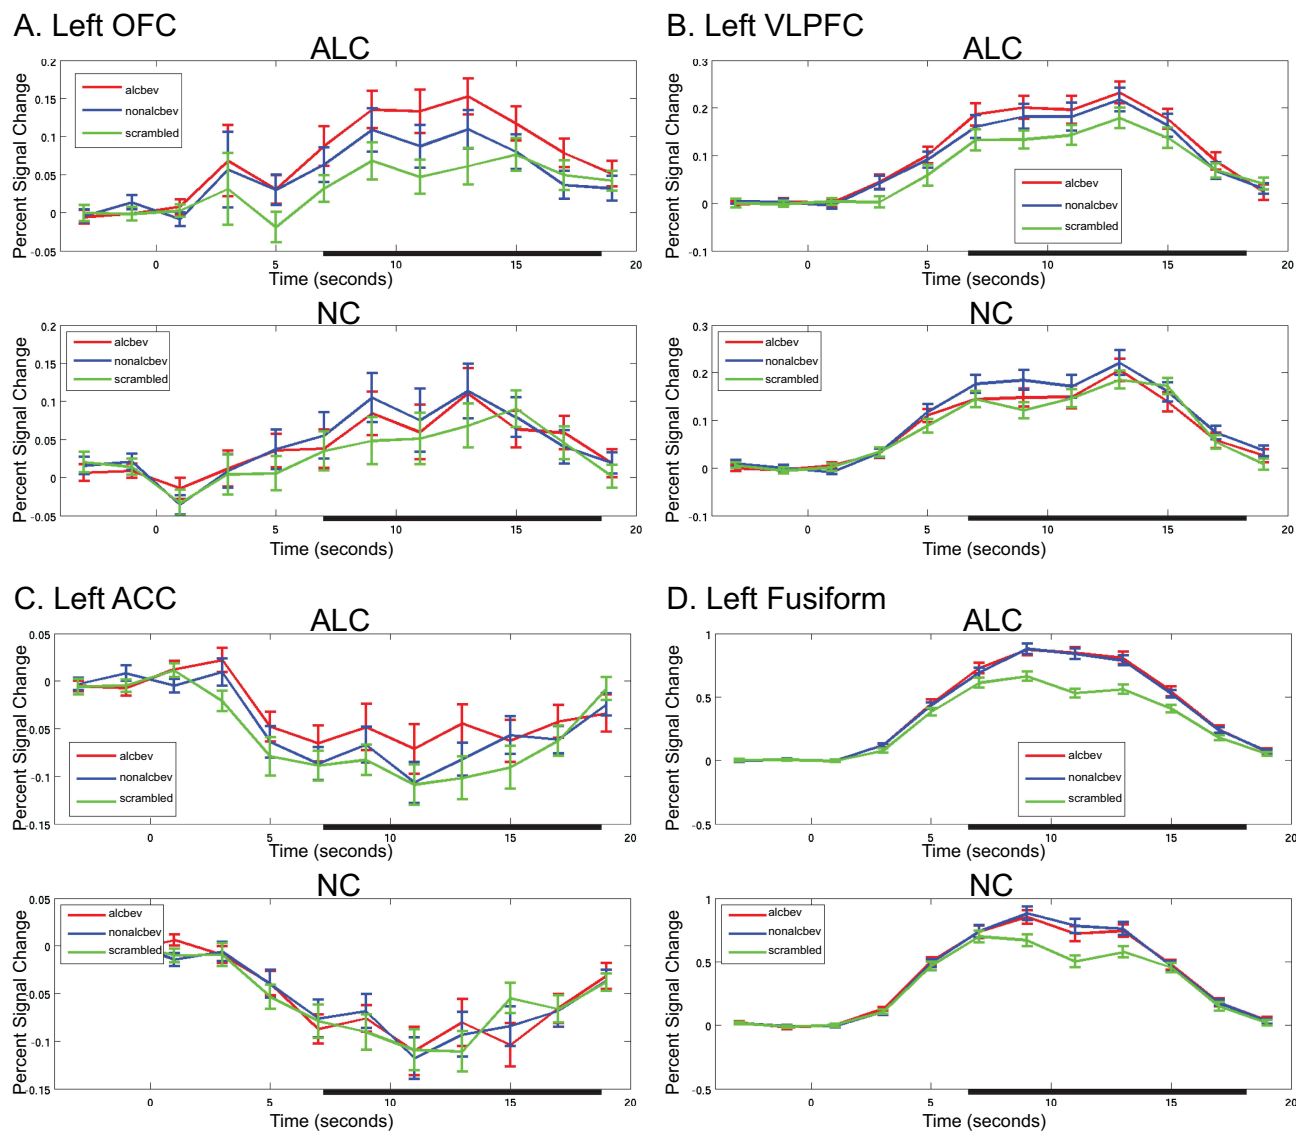 A. Left OFC
ALC
Percent Signal Change
0.2
0.15
0.1
0.05
0
-0.05
alcbev
nonalcbev
scrambled
0 5 10 15 20
Time (seconds)
NC
Percent Signal Change
0.2
0.15
0.1
0.05
0
-0.05
alcbev
nonalcbev
scrambled
0 5 10 15 20
Time (seconds)
B. Left VLPFC
ALC
Percent Signal Change
0.3
0.2
0.1
0
-0.1
alcbev
nonalcbev
scrambled
0 5 10 15 20
Time (seconds)
NC
Percent Signal Change
0.3
0.2
0.1
0
-0.1
alcbev
nonalcbev
scrambled
0 5 10 15 20
Time (seconds)
C. Left ACC
ALC
Percent Signal Change
0.05
0
-0.05
-0.1
-0.15
alcbev
nonalcbev
scrambled
0 5 10 15 20
Time (seconds)
NC
Percent Signal Change
0.05
0
-0.05
-0.1
-0.15
alcbev
nonalcbev
scrambled
0 5 10 15 20
Time (seconds)
D. Left Fusiform
ALC
Percent Signal Change
1
0.5
0
-0.5
alcbev
nonalcbev
scrambled
0 5 10 15 20
Time (seconds)
NC
Percent Signal Change
1
0.5
0
-0.5
alcbev
nonalcbev
scrambled
0 5 10 15 20
Time (seconds)